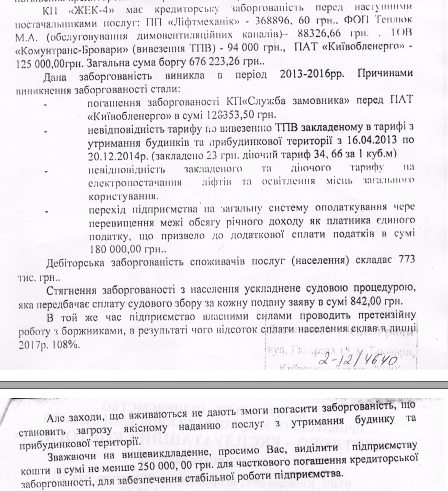 КП «ЖЕК-4» має кредиторську заборгованість перед наступними
постачальниками послуг: ПП «Ліфтмеханік» - 368896, 60 грн., ФОП Теплюк
М.А. (обслуговування димовентиляційних каналів)– 88326,66 грн. . ТОВ
«Комунтранс-Бровари» (вивезення ТПВ) - 94 000 грн., ПАТ «Київобленерго» -
125 000,00грн. Загальна сума боргу 676 223,26 грн..
Дана заборгованість виникла в період 2013-2016рр. Причинами
виникнення заборгованості стали:
- погашення заборгованості КП«Служба замовника» перед ПАТ
«Київобленерго» в сумі 128353,50 грн.
- невідповідність тарифу по вивезенню ТПВ закладеному в тарифі з
утримання будинків та прибудинкової території з 16.04.2013 по
20.12.2014р. (закладено 23 грн. діючий тариф 34, 66 за 1 куб.м)
- невідповідність закладеного та діючого тарифу на
електропостачання ліфтів та освітлення місць загального
користування.
- перехід підприємства на загальну систему оподаткування чере
перевищення межі обсягу річного доходу як платника єдиного
податку, що призвело до додаткової сплати податків в сумі
180 000,00 грн..
Дебіторська заборгованість споживачів послуг (населення) складає 773
тис. грн..
Стягнення заборгованості з населення ускладнене судовою процедурою,
яка передбачає сплату судового збору за кожну подану заяву в сумі 842,00 грн.
В той же час підприємство власними силами проводить претензійну
роботу з боржниками, в результаті чого відсоток сплати населення склав в липні
2017р. 108%.
2-12/4640
Але заходи, що вживаються не дають змоги погасити заборгованість, що
становить загрозу якісному наданню послуг з утримання будинку та
прибудинкової території.
Зважаючи на вищевикладенне, просимо Вас, виділити підприємству
кошти в сумі не менше 250 000, 00 грн. для часткового погашення кредиторської
заборгованості, для забезпечення стабільної роботи підприємства.